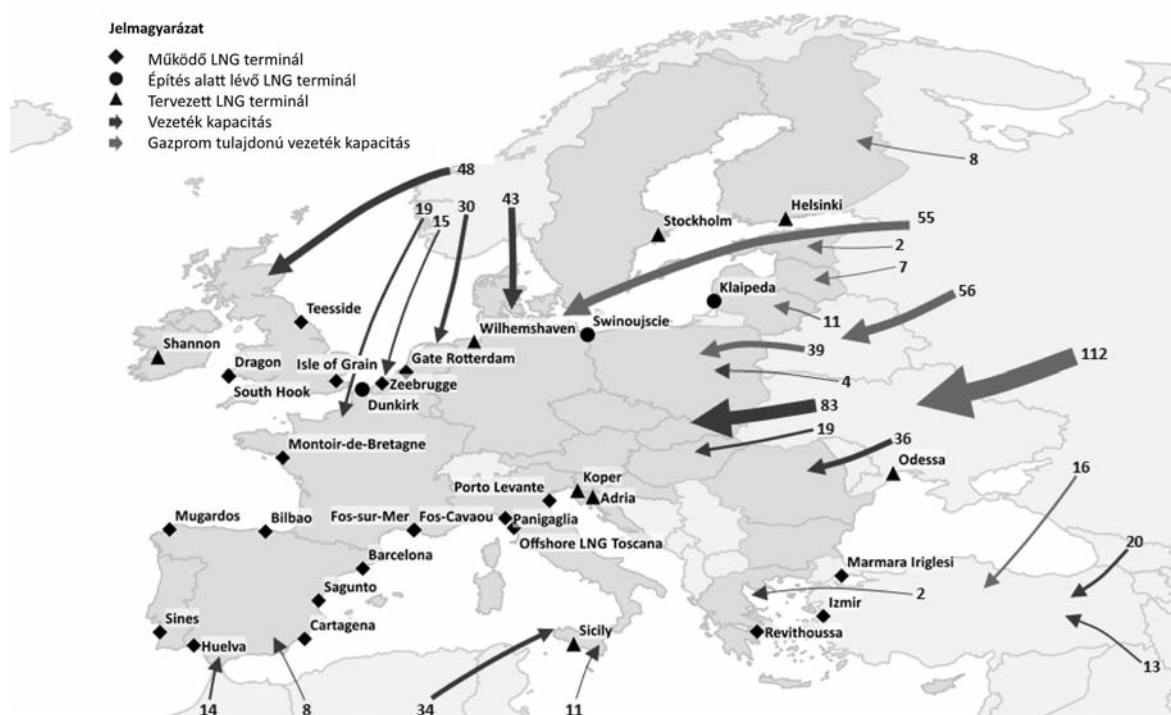 Jelmagyarázat
Működő LNG terminál
Építés alatt lévő LNG terminál
Tervezett LNG terminál
Vezeték kapacitás
Gazprom tulajdonú vezeték kapacitás
8
48
19
30
43
15
Helsinki
Stockholm
55
2
7
Klaipeda
56
11
Teesside
Wilhemshaven
Swinoujscie
Shannon
39
112
Dragon
Isle of Grain
Gate Rotterdam
4
South Hook
Zeebrugge
Dunkirk
83
19
36
Montoir-de-Bretagne
Odessa
16
Koper
Porto Levante
Adria
Mugardos
Bilbao
Fos-sur-Mer
Fos-Cavaou
Panigaglia
Offshore LNG Toscana
20
Barcelona
Marmara Iriglesi
Sagunto
2
Izmir
Sines
Cartagena
Sicily
Revithoussa
Huelva
13
14
8
34
11